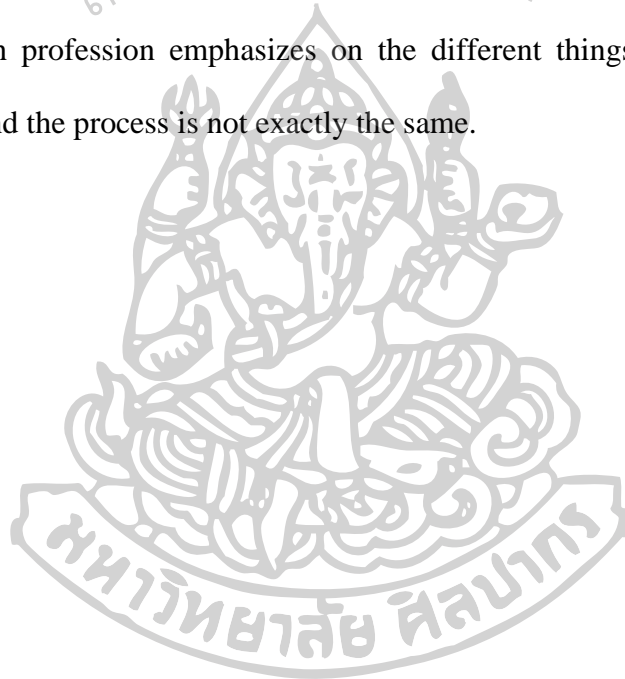 profession emphasizes on the different things
the process is not exactly the same.
มหาวิทยาลัย ศิลปากร